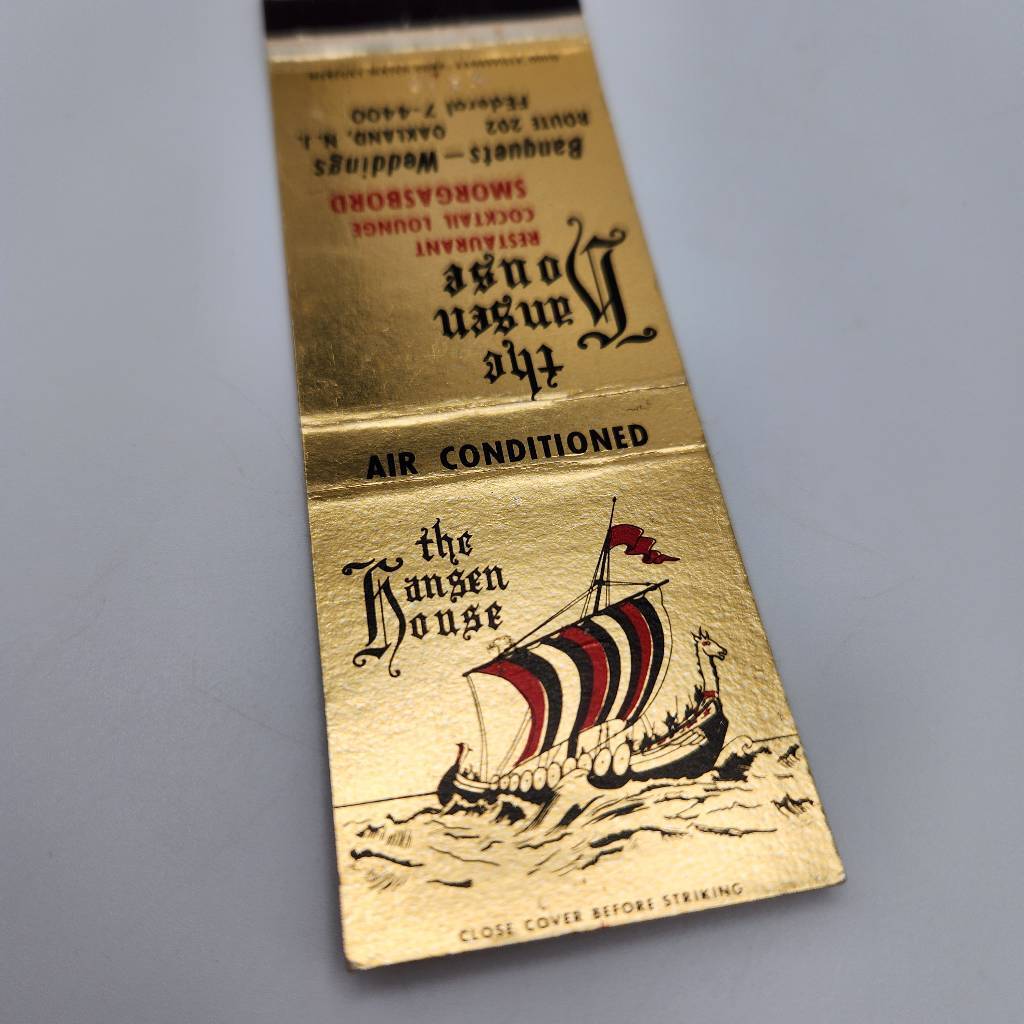 the
Hansen
House
RESTAURANT
COCKTAIL LOUNGE
SMORGASBORD
Banquets — Weddings
ROUTE 202 OAKLAND, N. J.
FEderal 7-4400
AIR CONDITIONED
the
Hansen
House
CLOSE COVER BEFORE STRIKING